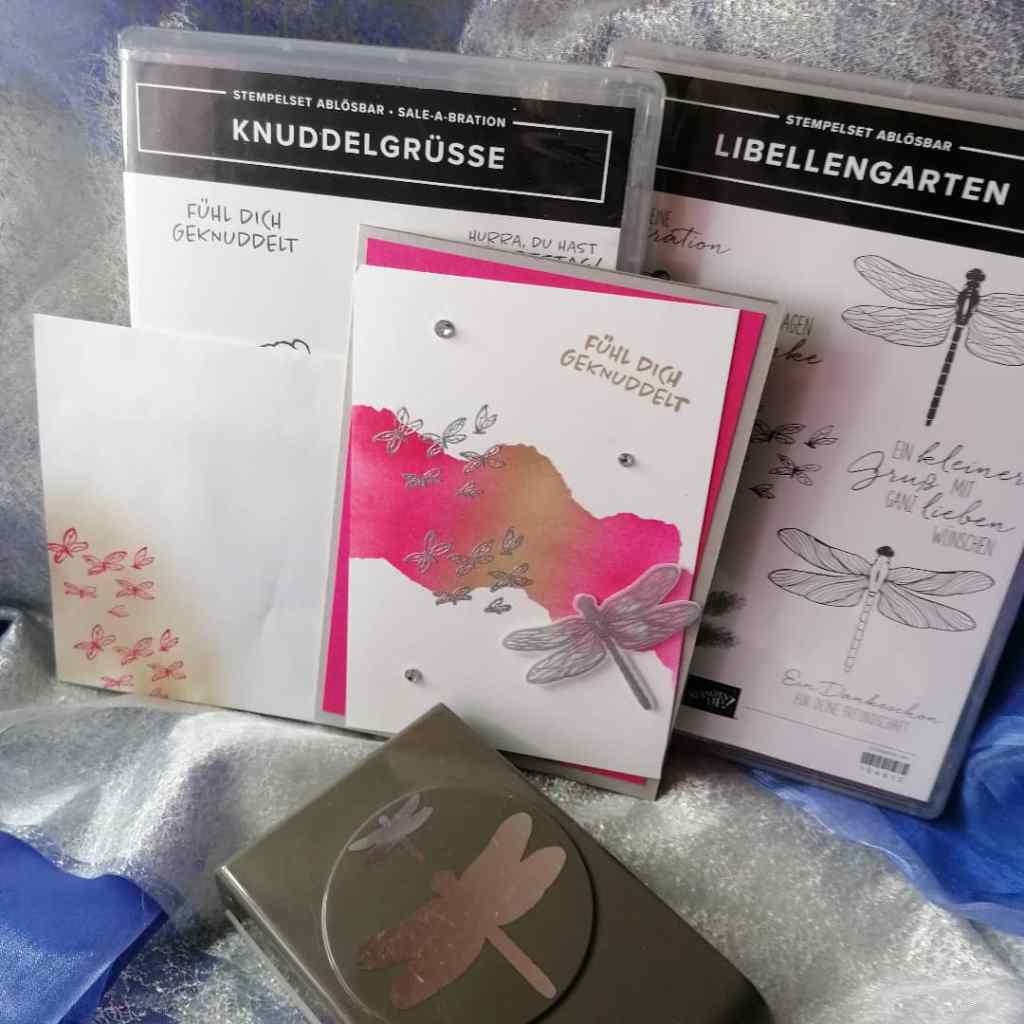 STEMPELSET ABLÖSBAR • SALE-A-BRATION
KNUDDELGRÜSSE
FÜHL DICH
GEKNUDDELT
HURRA, DU HAST
STEMPELSET ABLÖSBAR
LIBELLENGARTEN
EIN kleiner
Gruß MIT
GANZ lieben
WÜNSCHEN
Ein Dankeschön
FÜR DEINE FREUNDSCHAFT
FÜHL DICH
GEKNUDDELT